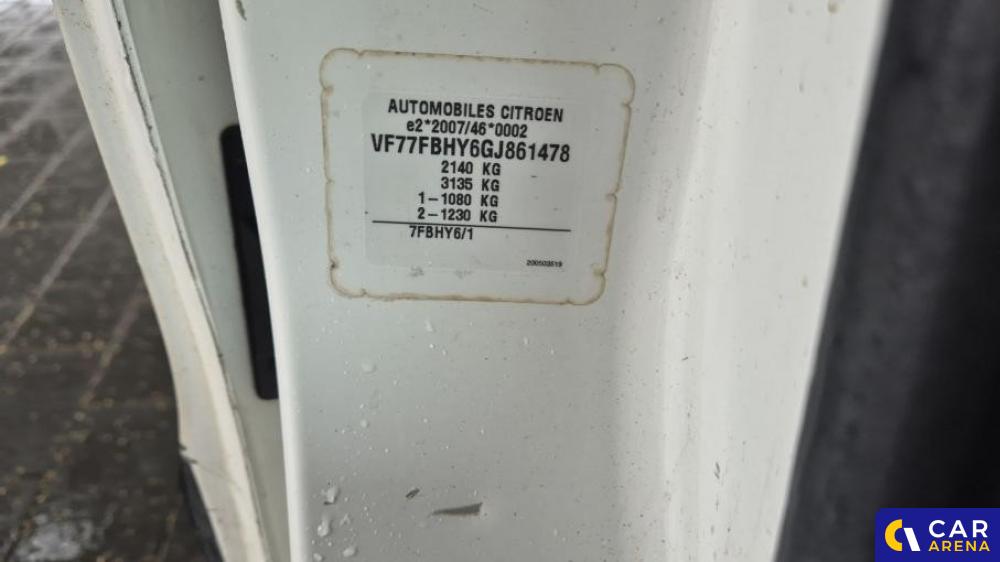 AUTOMOBILES CITROEN
e2*2007/46*0002
VF77FBHY6GJ861478
2140 KG
3135 KG
1-1080 KG
2-1230 KG
7FBHY6/1
200503519
CAR
ARENA